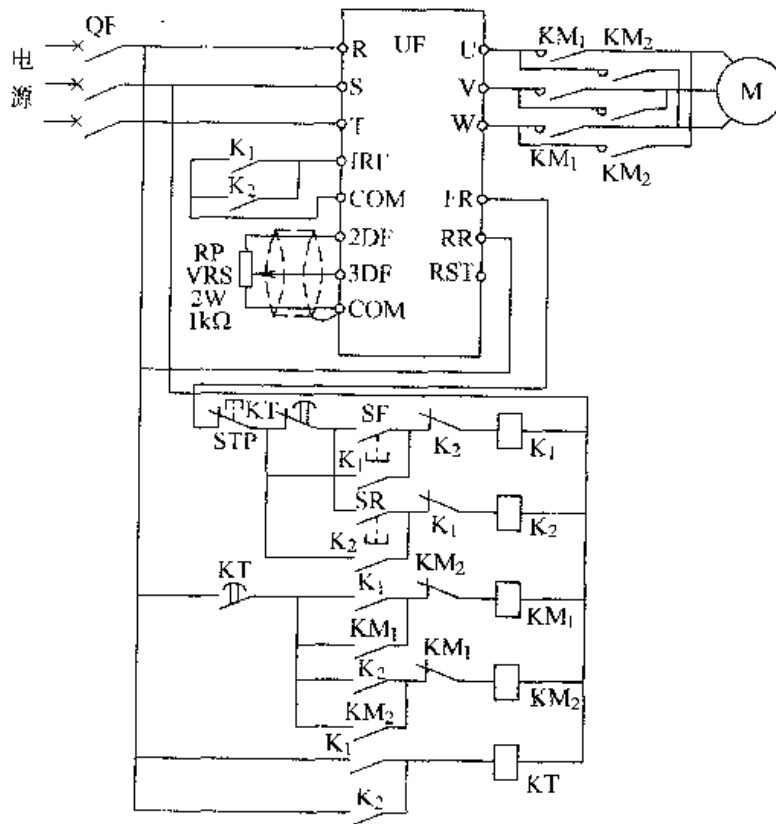 电
源
QF
R
S
T
UF
U
V
W
KM₁
KM₂
M
KM₁
KM₂
K₁
K₂
IRF
COM
2DF
3DF
COM
FR
RR
RST
RP
VRS
2W
1kΩ
KT
STP
SF
K₁
K₂
K₁
SR
K₂
K₁
K₂
KT
K₁
KM₂
KM₁
KM₁
K₂
KM₁
KM₂
KM₂
K₁
KT
K₂